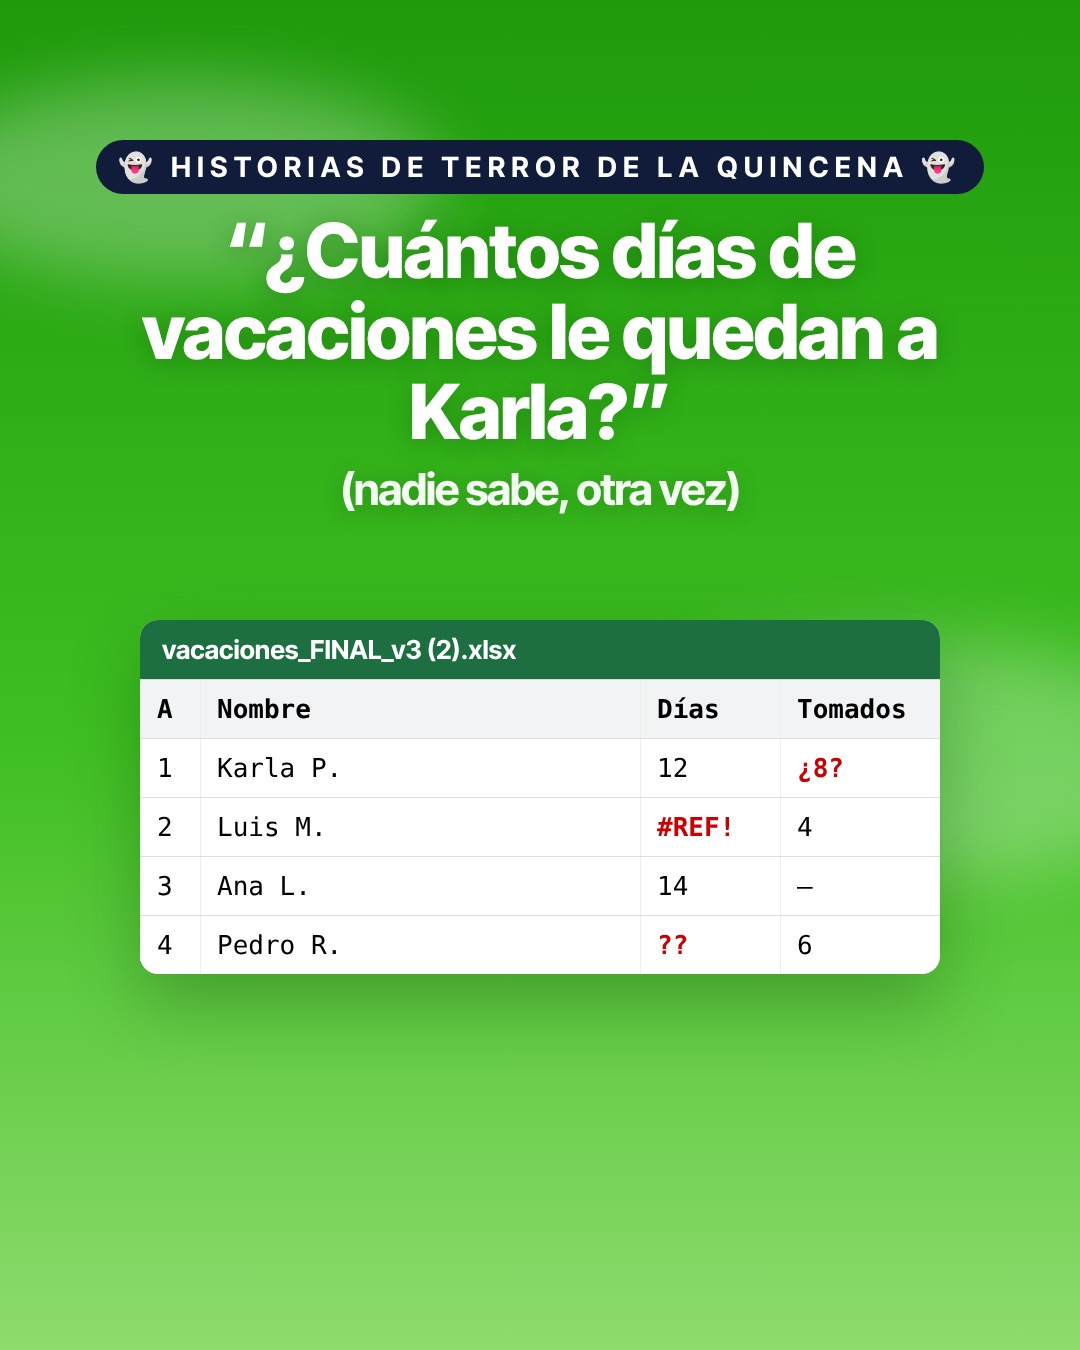 👻 HISTORIAS DE TERROR DE LA QUINCENA 👻
“¿Cuántos días de
vacaciones le quedan a
Karla?”
(nadie sabe, otra vez)
vacaciones_FINAL_v3 (2).xlsx
A Nombre Días Tomados
1 Karla P. 12 ¿8?
2 Luis M. #REF! 4
3 Ana L. 14 —
4 Pedro R. ?? 6